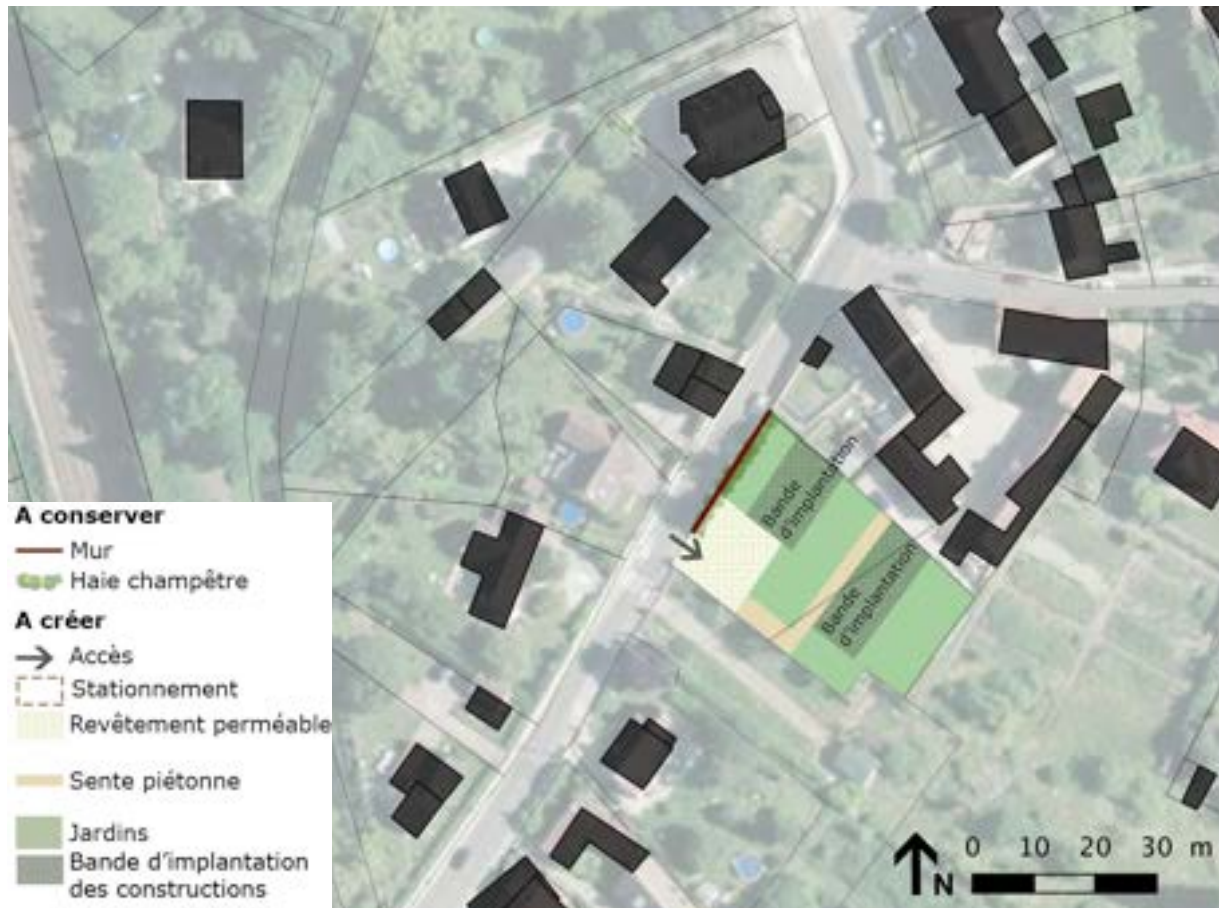 Bande
d'implantation
Bande
d'implantation
A conserver
Mur
Haie champêtre
A créer
Accès
Stationnement
Revêtement perméable
Sente piétonne
Jardins
Bande d'implantation
des constructions
N
0 10 20 30 m